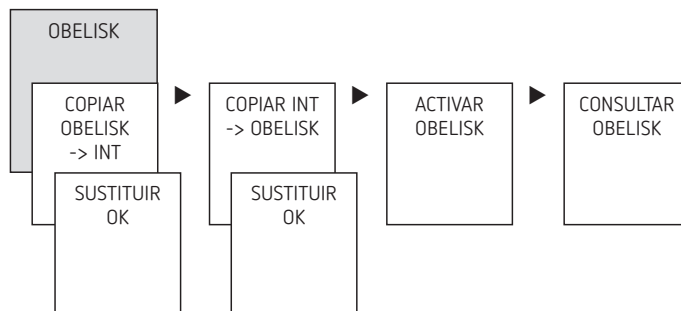 OBELISK
COPIAR
OBELISK
-> INT
SUSTITUIR
OK
COPIAR INT
-> OBELISK
SUSTITUIR
OK
ACTIVAR
OBELISK
CONSULTAR
OBELISK